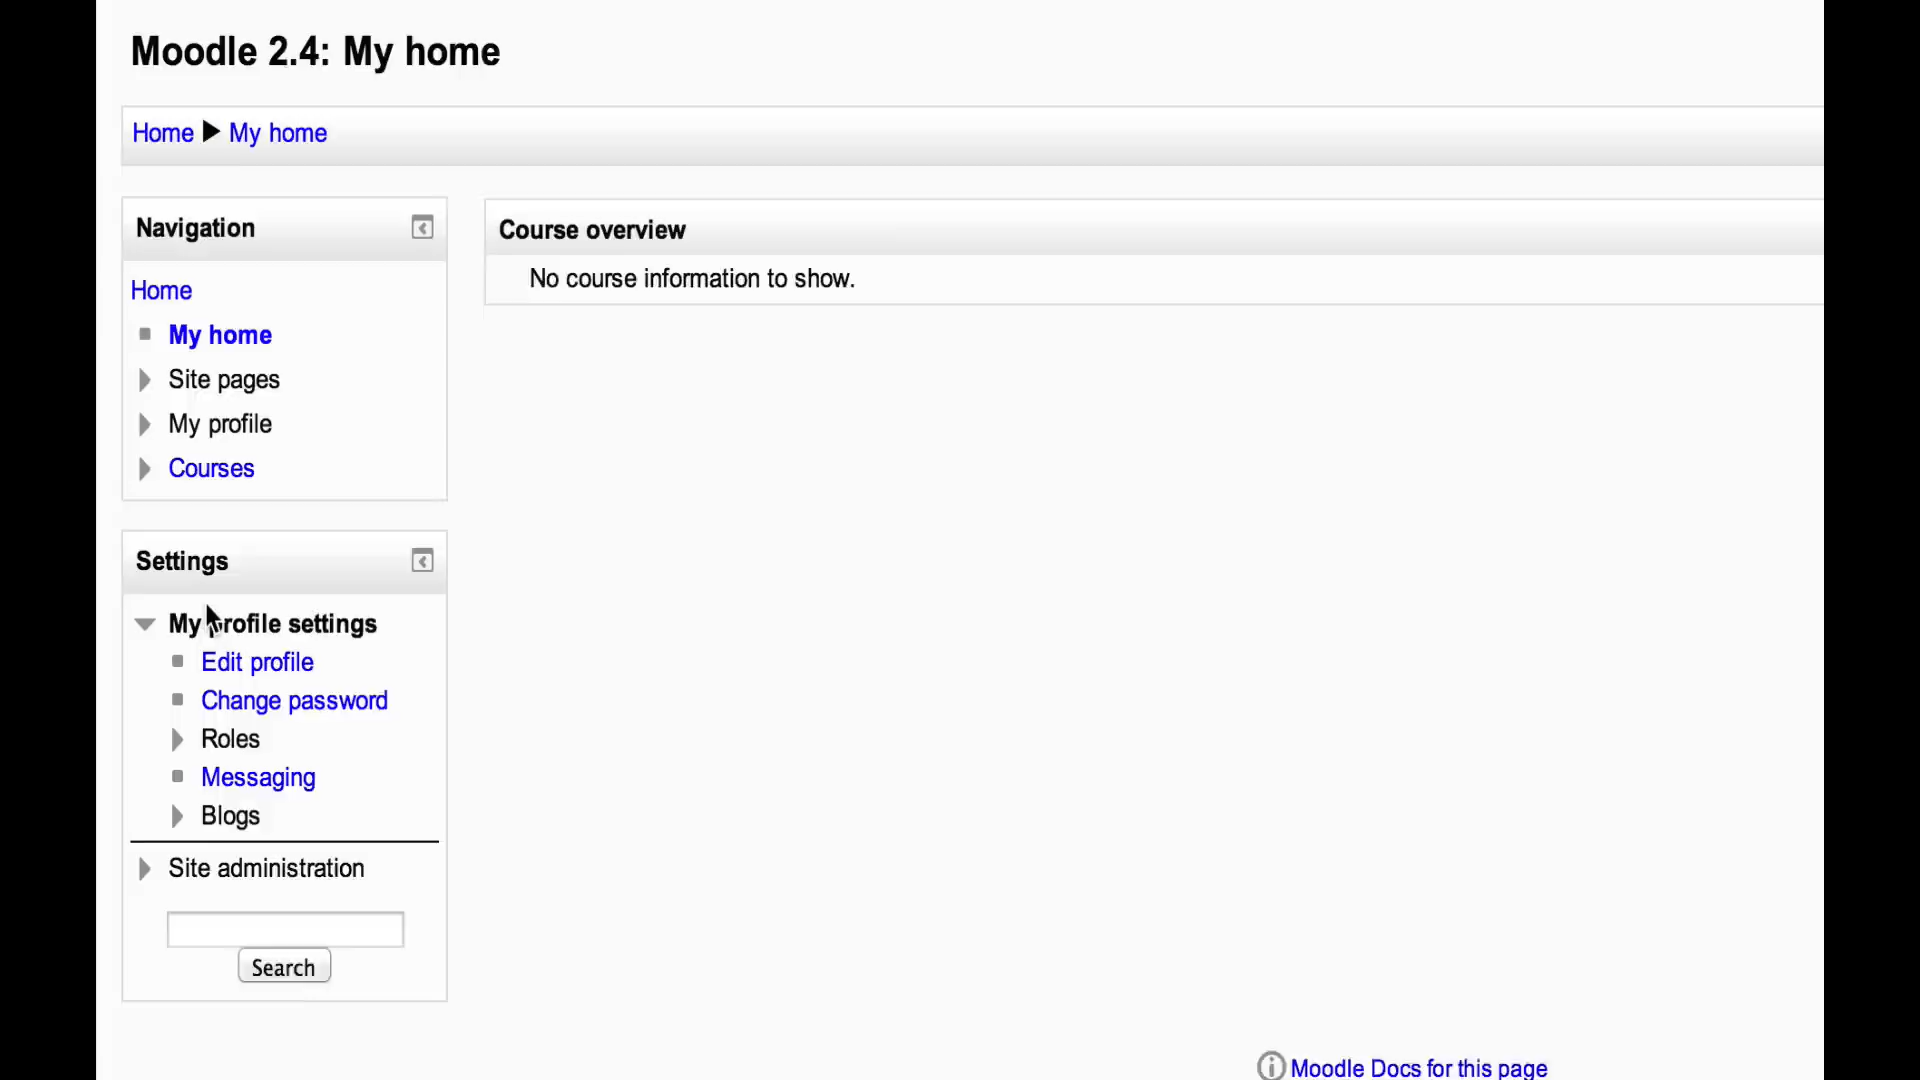 Moodle 2.4: My home
Home ▶ My home
Navigation
Home
My home
Site pages
My profile
Courses
Settings
My profile settings
Edit profile
Change password
Roles
Messaging
Blogs
Site administration
Search
Course overview
No course information to show.
Moodle Docs for this page